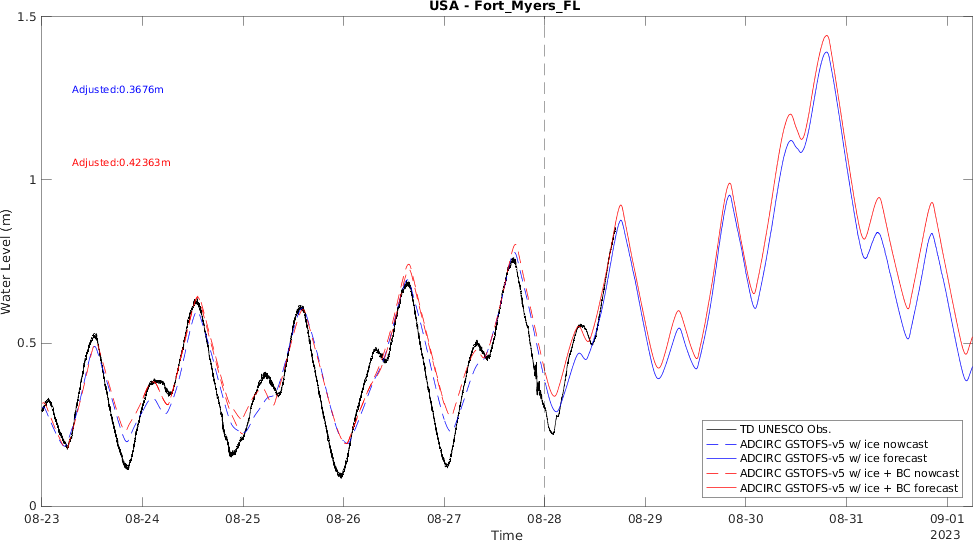 USA - Fort_Myers_FL
1.5
Adjusted:0.3676m
Adjusted:0.42363m
1
Water Level (m)
0.5
TD UNESCO Obs.
ADCIRC GSTOFS-v5 w/ ice nowcast
ADCIRC GSTOFS-v5 w/ ice forecast
ADCIRC GSTOFS-v5 w/ ice + BC nowcast
ADCIRC GSTOFS-v5 w/ ice + BC forecast
0
08-23 08-24 08-25 08-26 08-27 08-28 08-29 08-30 08-31 09-01
Time
2023